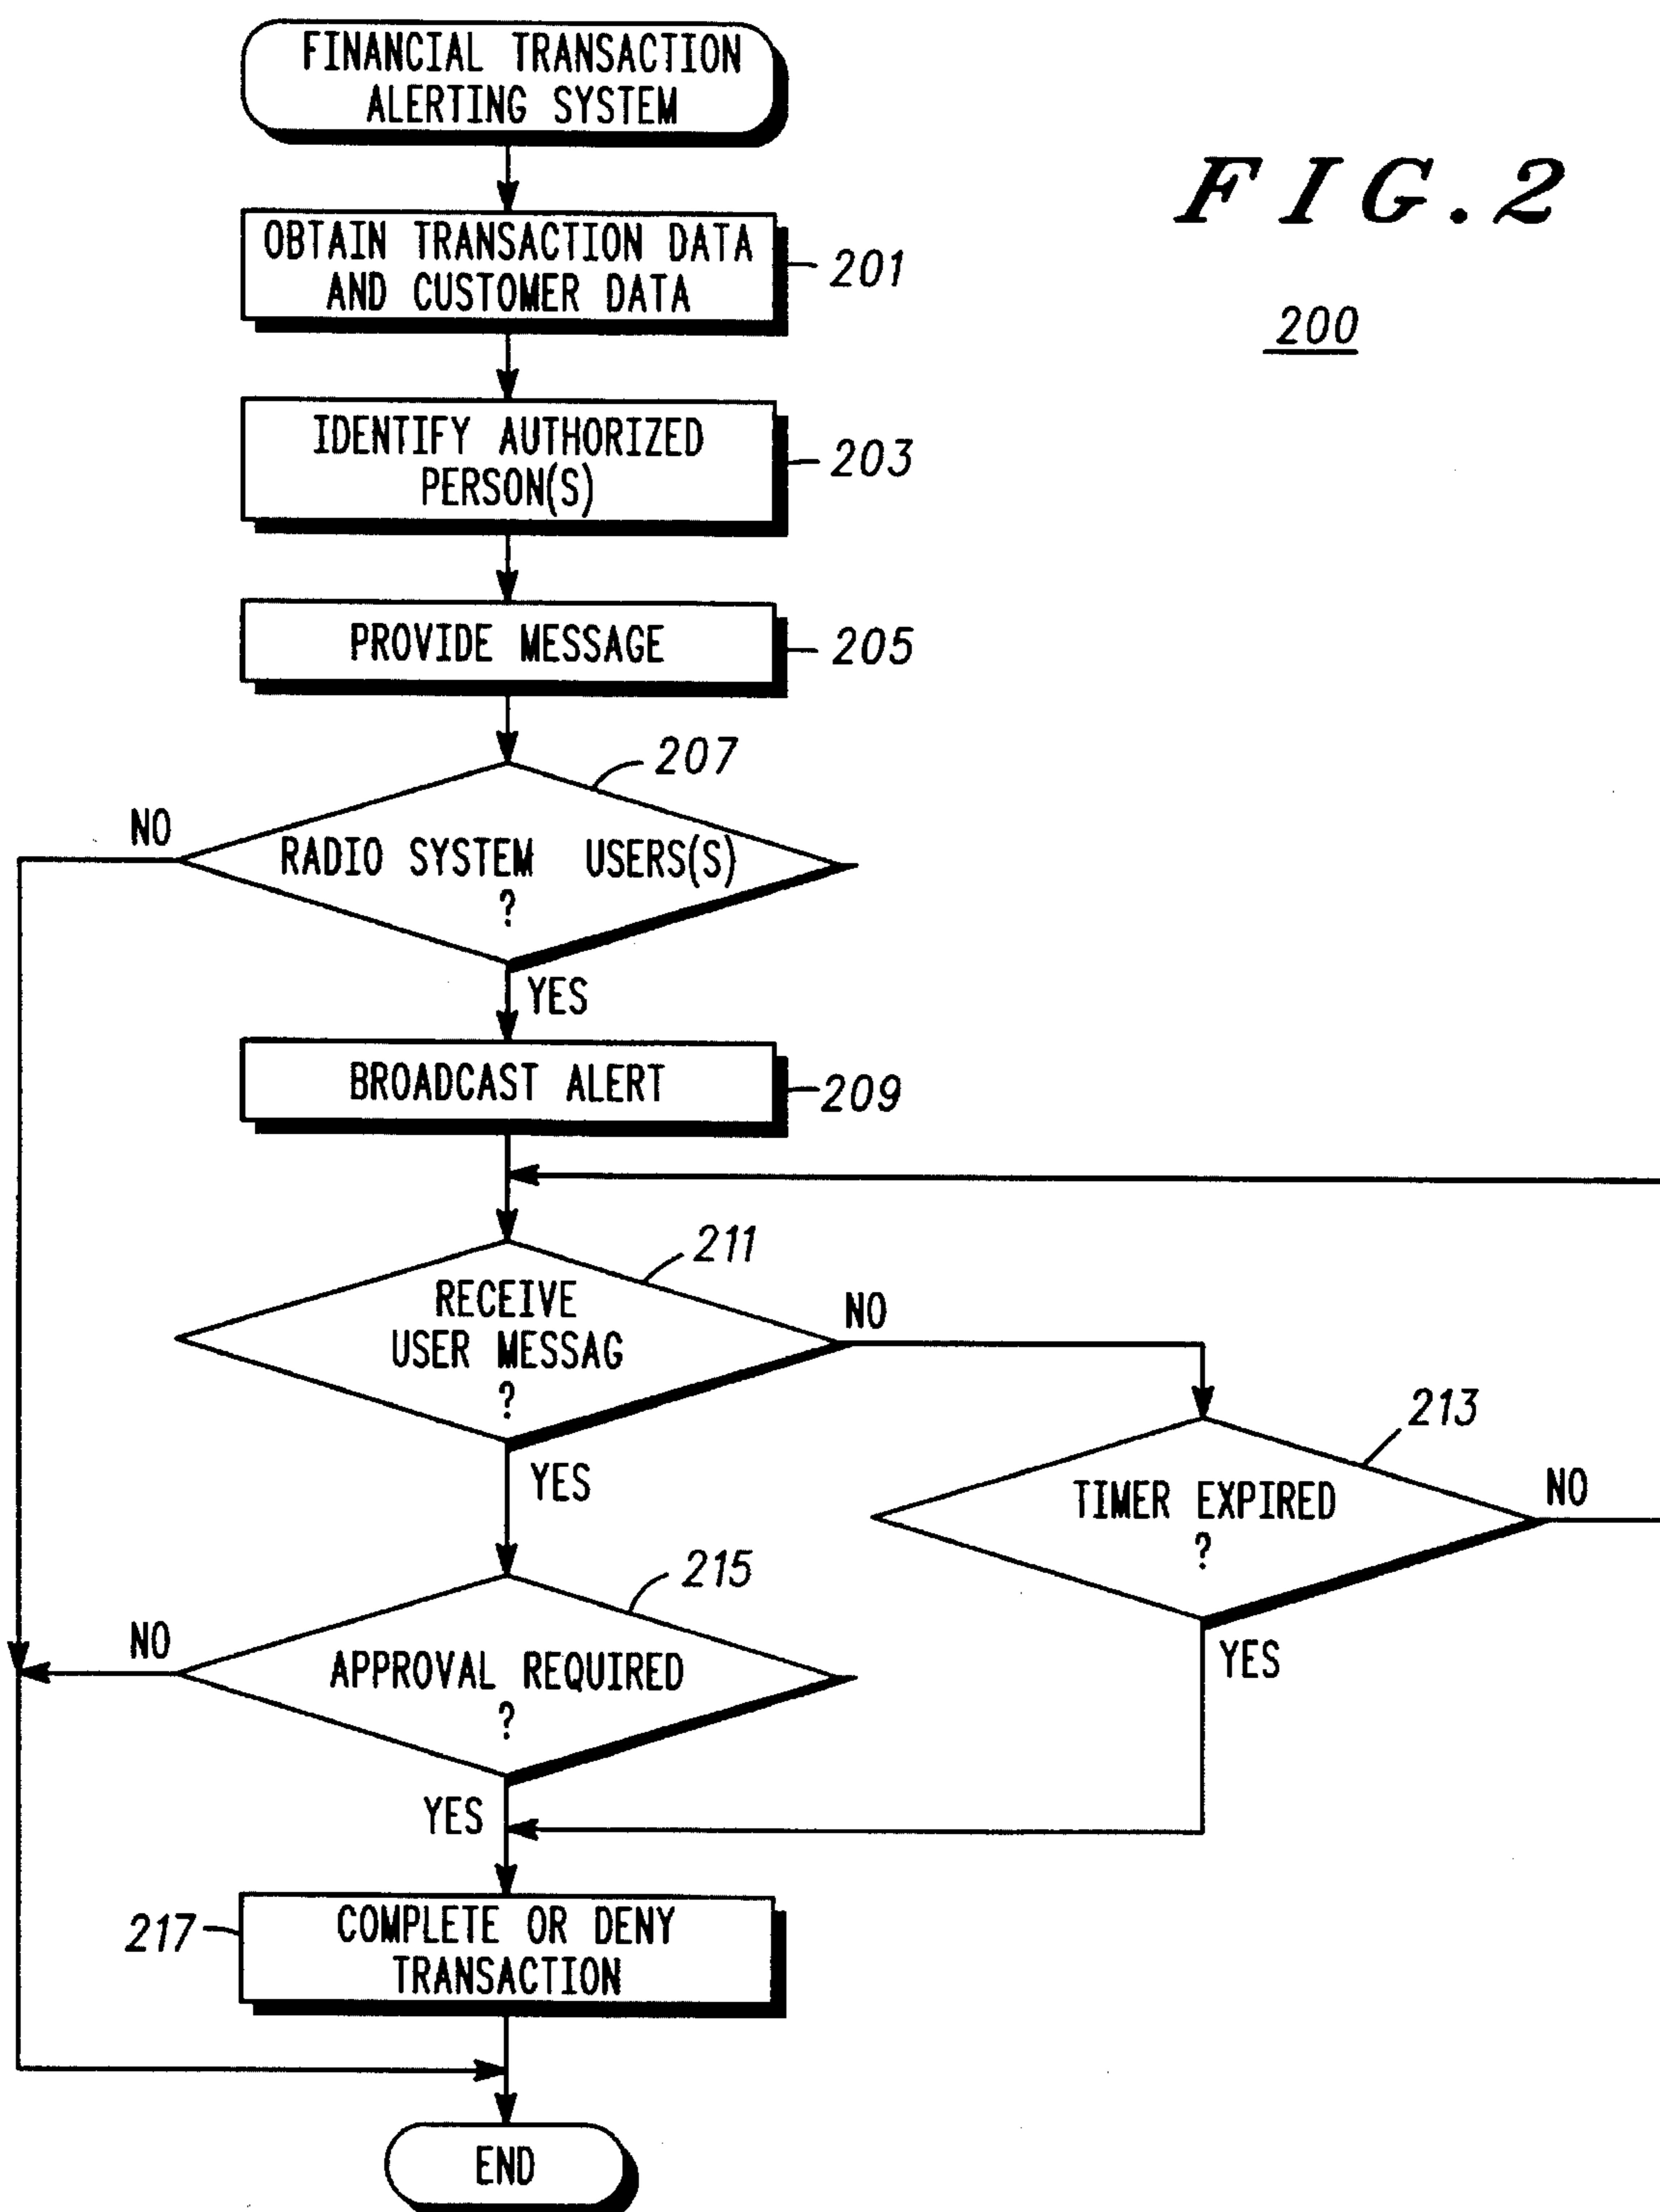 FINANCIAL TRANSACTION
ALERTING SYSTEM
FIG.2
200
OBTAIN TRANSACTION DATA
AND CUSTOMER DATA
201
IDENTIFY AUTHORIZED
PERSON(S)
203
PROVIDE MESSAGE
205
207
NO
RADIO SYSTEM USERS(S)
?
YES
BROADCAST ALERT
209
211
RECEIVE
USER MESSAG
?
NO
YES
213
TIMER EXPIRED
?
NO
YES
215
NO
APPROVAL REQUIRED
?
YES
217
COMPLETE OR DENY
TRANSACTION
END